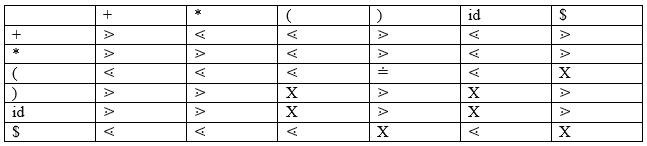 + * ( ) id $
+ ⋗ ⋖ ⋖ ⋗ ⋖ ⋗
* ⋗ ⋗ ⋖ ⋗ ⋖ ⋗
( ⋖ ⋖ ⋖ ≐ ⋖ X
) ⋗ ⋗ X ⋗ X ⋗
id ⋗ ⋗ X ⋗ X ⋗
$ ⋖ ⋖ ⋖ X ⋖ X